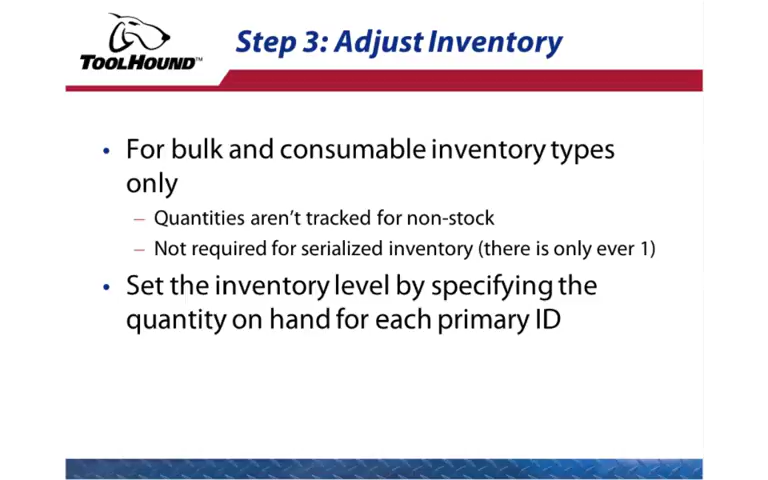 TOOLHOUND™
Step 3: Adjust Inventory
• For bulk and consumable inventory types
only
– Quantities aren't tracked for non-stock
– Not required for serialized inventory (there is only ever 1)
• Set the inventory level by specifying the
quantity on hand for each primary ID